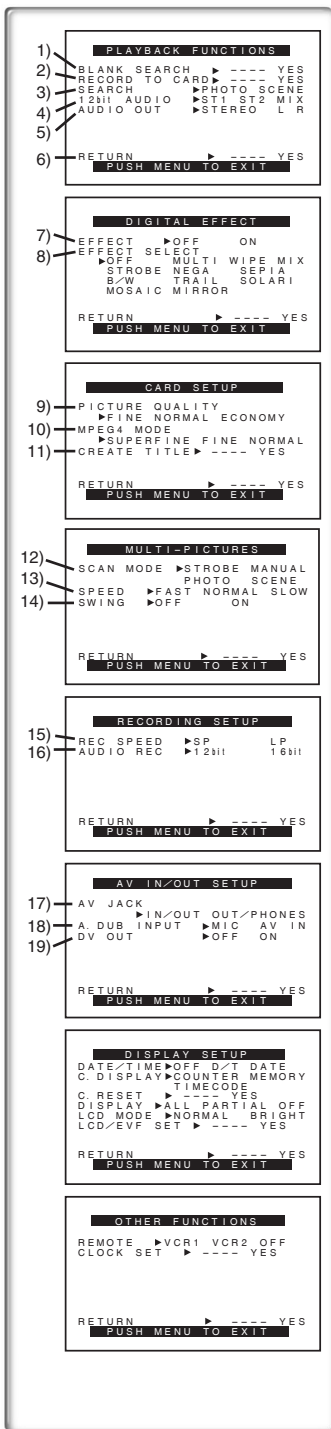 PLAYBACK FUNCTIONS
1) BLANK SEARCH ▶ ---- YES
2) RECORD TO CARD▶ ---- YES
3) SEARCH ▶PHOTO SCENE
4) 12bit AUDIO ▶ST1 ST2 MIX
5) AUDIO OUT ▶STEREO L R
6) RETURN ▶ ---- YES
PUSH MENU TO EXIT
DIGITAL EFFECT
7) EFFECT ▶OFF ON
8) EFFECT SELECT
▶OFF MULTI WIPE MIX
STROBE NEGA SEPIA
B/W TRAIL SOLARI
MOSAIC MIRROR
RETURN ▶ ---- YES
PUSH MENU TO EXIT
CARD SETUP
9) PICTURE QUALITY
▶FINE NORMAL ECONOMY
10) MPEG4 MODE
▶SUPERFINE FINE NORMAL
11) CREATE TITLE▶ ---- YES
RETURN ▶ ---- YES
PUSH MENU TO EXIT
MULTI-PICTURES
12) SCAN MODE ▶STROBE MANUAL
PHOTO SCENE
13) SPEED ▶FAST NORMAL SLOW
14) SWING ▶OFF ON
RETURN ▶ ---- YES
PUSH MENU TO EXIT
RECORDING SETUP
15) REC SPEED ▶SP LP
16) AUDIO REC ▶12bit 16bit
RETURN ▶ ---- YES
PUSH MENU TO EXIT
AV IN/OUT SETUP
17) AV JACK
▶IN/OUT OUT/PHONES
18) A. DUB INPUT ▶MIC AV IN
19) DV OUT ▶OFF ON
RETURN ▶ ---- YES
PUSH MENU TO EXIT
DISPLAY SETUP
DATE/TIME▶OFF D/T DATE
C. DISPLAY▶COUNTER MEMORY
TIMECODE
C. RESET ▶ ---- YES
DISPLAY ▶ALL PARTIAL OFF
LCD MODE ▶NORMAL BRIGHT
LCD/EVF SET ▶ ---- YES
RETURN ▶ ---- YES
PUSH MENU TO EXIT
OTHER FUNCTIONS
REMOTE ▶VCR1 VCR2 OFF
CLOCK SET ▶ ---- YES
RETURN ▶ ---- YES
PUSH MENU TO EXIT